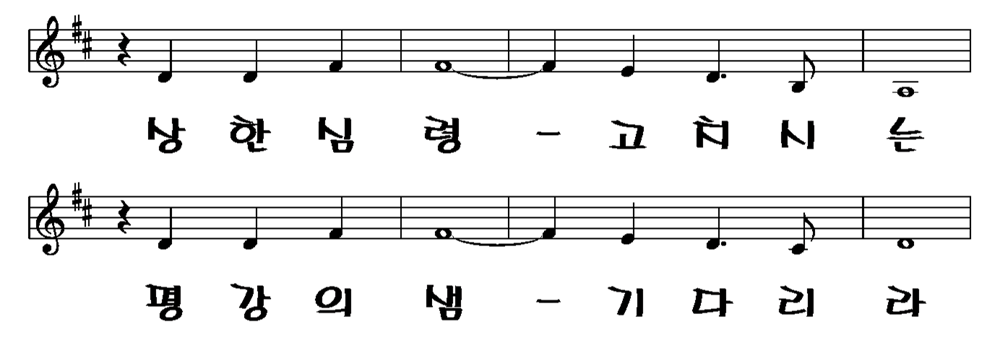 상 한 심 령 - 고 치 시 는
평 강 의 샘 - 기 다 리 라